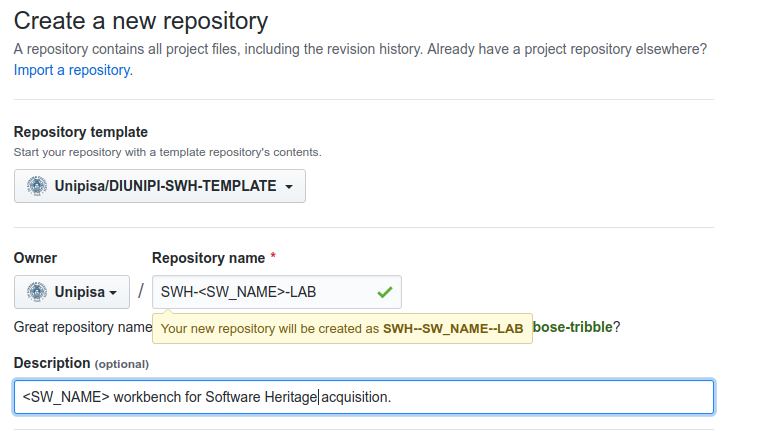 Create a new repository
A repository contains all project files, including the revision history. Already have a project repository elsewhere?
Import a repository.
Repository template
Start your repository with a template repository's contents.
Unipisa/DIUNIPI-SWH-TEMPLATE
Owner Repository name *
Unipisa / SWH-<SW_NAME>-LAB
Great repository name bose-tribble?
Your new repository will be created as SWH--SW_NAME--LAB
Description (optional)
<SW_NAME> workbench for Software Heritage acquisition.